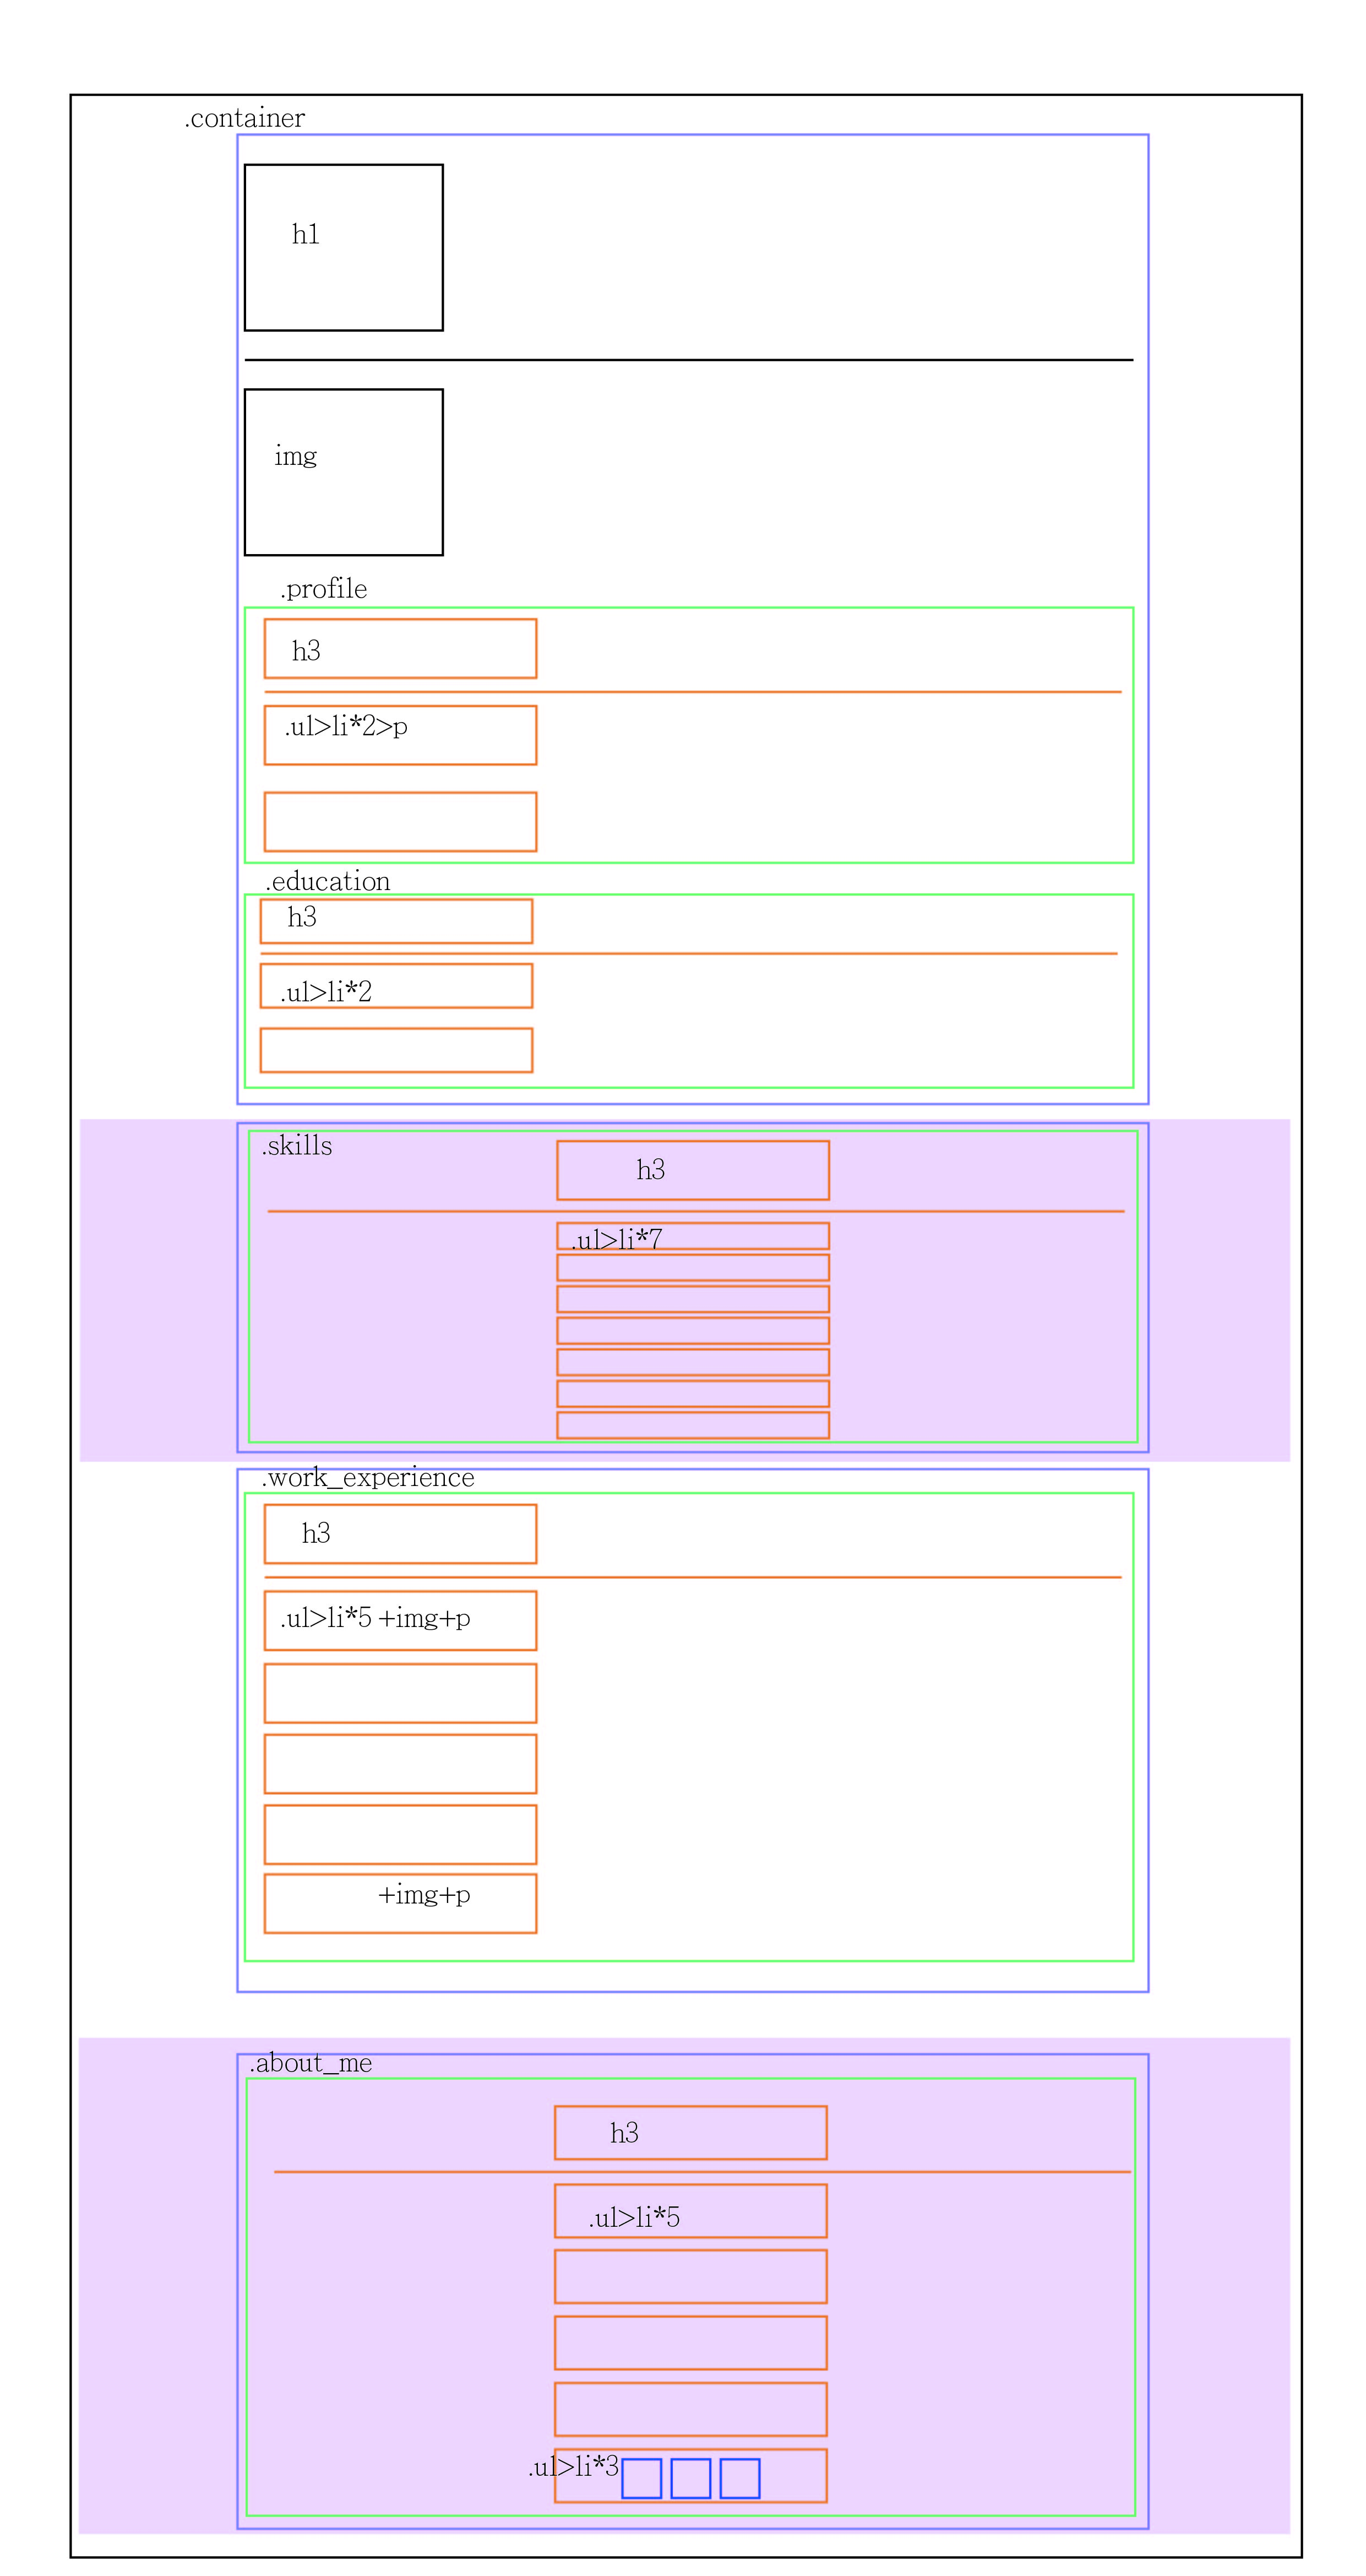 .container
h1
img
.profile
h3
.ul>li*2>p
.education
h3
.ul>li*2
.skills
h3
.ul>li*7
.work_experience
h3
.ul>li*5 +img+p
+img+p
.about_me
h3
.ul>li*5
.ul>li*3